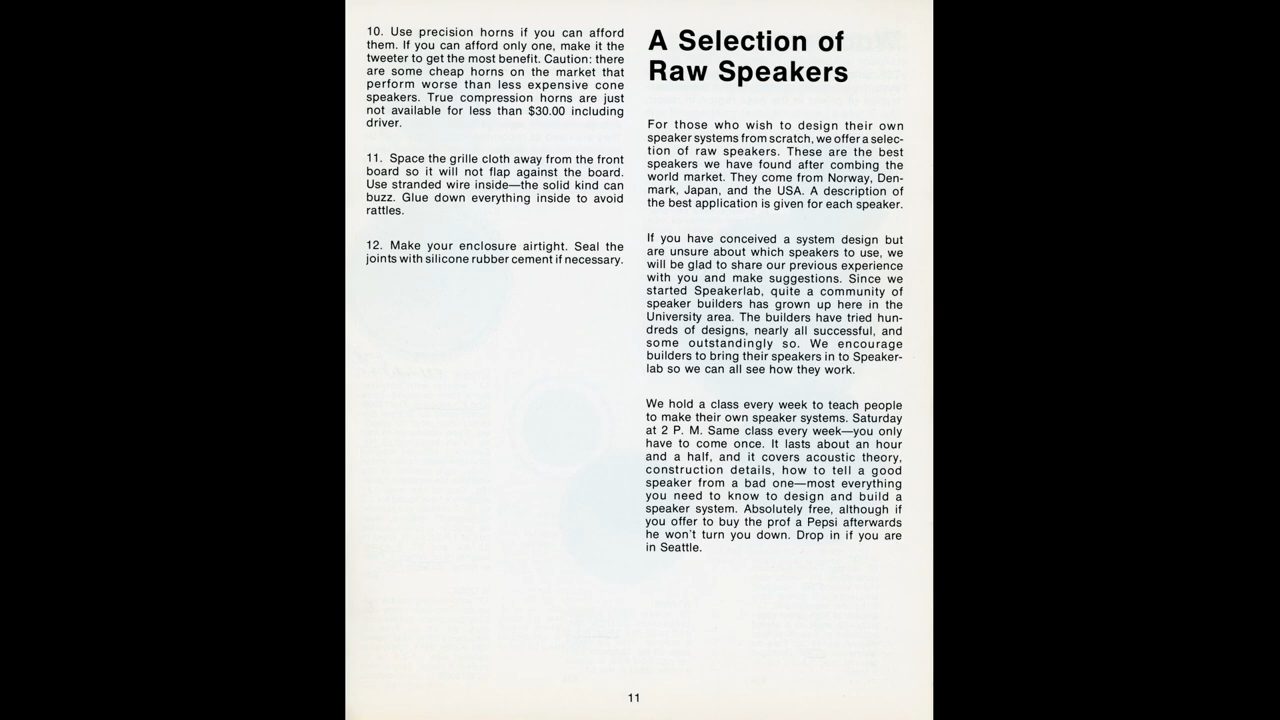 10. Use precision horns if you can afford
them. If you can afford only one, make it the
tweeter to get the most benefit. Caution: there
are some cheap horns on the market that
perform worse than less expensive cone
speakers. True compression horns are just
not available for less than $30.00 including
driver.
11. Space the grille cloth away from the front
board so it will not flap against the board.
Use stranded wire inside—the solid kind can
buzz. Glue down everything inside to avoid
rattles.
12. Make your enclosure airtight. Seal the
joints with silicone rubber cement if necessary.
A Selection of
Raw Speakers
For those who wish to design their own
speaker systems from scratch, we offer a selec-
tion of raw speakers. These are the best
speakers we have found after combing the
world market. They come from Norway, Den-
mark, Japan, and the USA. A description of
the best application is given for each speaker.
If you have conceived a system design but
are unsure about which speakers to use, we
will be glad to share our previous experience
with you and make suggestions. Since we
started Speakerlab, quite a community of
speaker builders has grown up here in the
University area. The builders have tried hun-
dreds of designs, nearly all successful, and
some outstandingly so. We encourage
builders to bring their speakers in to Speaker-
lab so we can all see how they work.
We hold a class every week to teach people
to make their own speaker systems. Saturday
at 2 P. M. Same class every week—you only
have to come once. It lasts about an hour
and a half, and it covers acoustic theory,
construction details, how to tell a good
speaker from a bad one—most everything
you need to know to design and build a
speaker system. Absolutely free, although if
you offer to buy the prof a Pepsi afterwards
he won't turn you down. Drop in if you are
in Seattle.
11